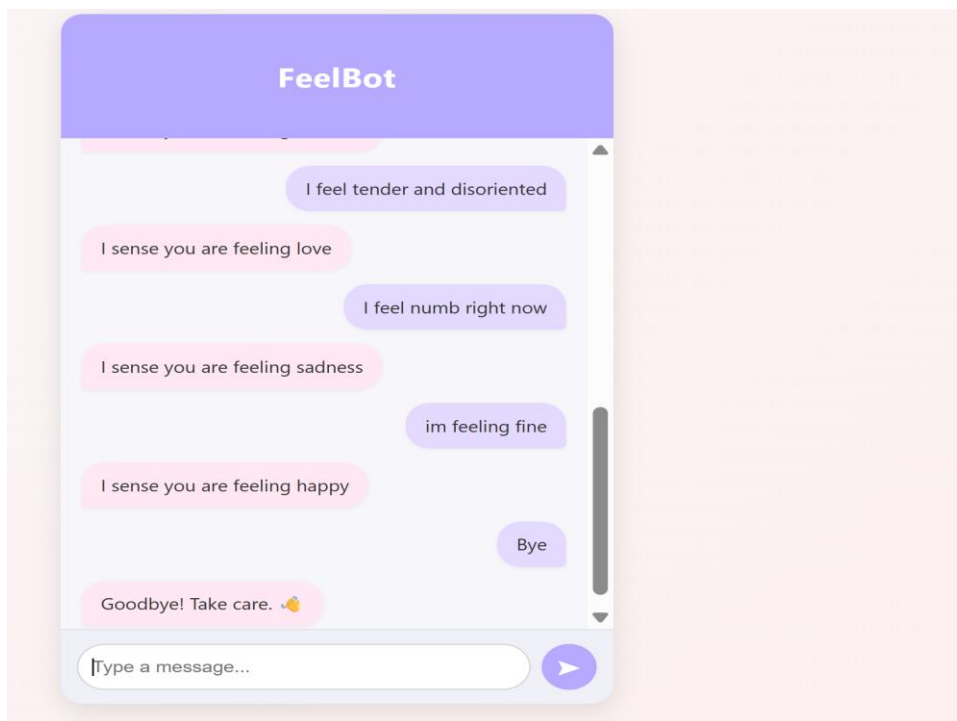 FeelBot
I feel tender and disoriented
I sense you are feeling love
I feel numb right now
I sense you are feeling sadness
im feeling fine
I sense you are feeling happy
Bye
Goodbye! Take care. 👋
Type a message...